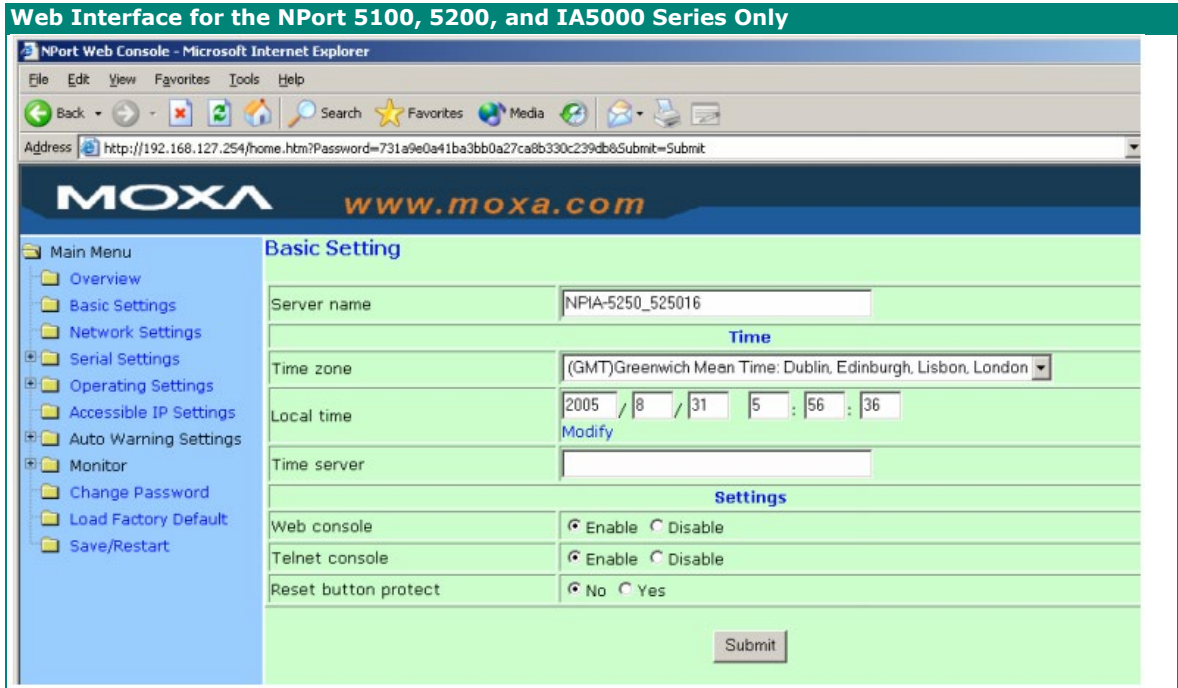 Web Interface for the NPort 5100, 5200, and IA5000 Series Only
NPort Web Console - Microsoft Internet Explorer
File Edit View Favorites Tools Help
Back Search Favorites Media
Address http://192.168.127.254/home.htm?Password=731a9e0a41ba3bb0a27ca8b330c239db&Submit=Submit
MOXA www.moxa.com
Main Menu
Overview
Basic Settings
Network Settings
Serial Settings
Operating Settings
Accessible IP Settings
Auto Warning Settings
Monitor
Change Password
Load Factory Default
Save/Restart
Basic Setting
Server name NPIA-5250_525016
Time
Time zone (GMT)Greenwich Mean Time: Dublin, Edinburgh, Lisbon, London
Local time 2005 / 8 / 31 5 : 56 : 36
Modify
Time server
Settings
Web console Enable Disable
Telnet console Enable Disable
Reset button protect No Yes
Submit